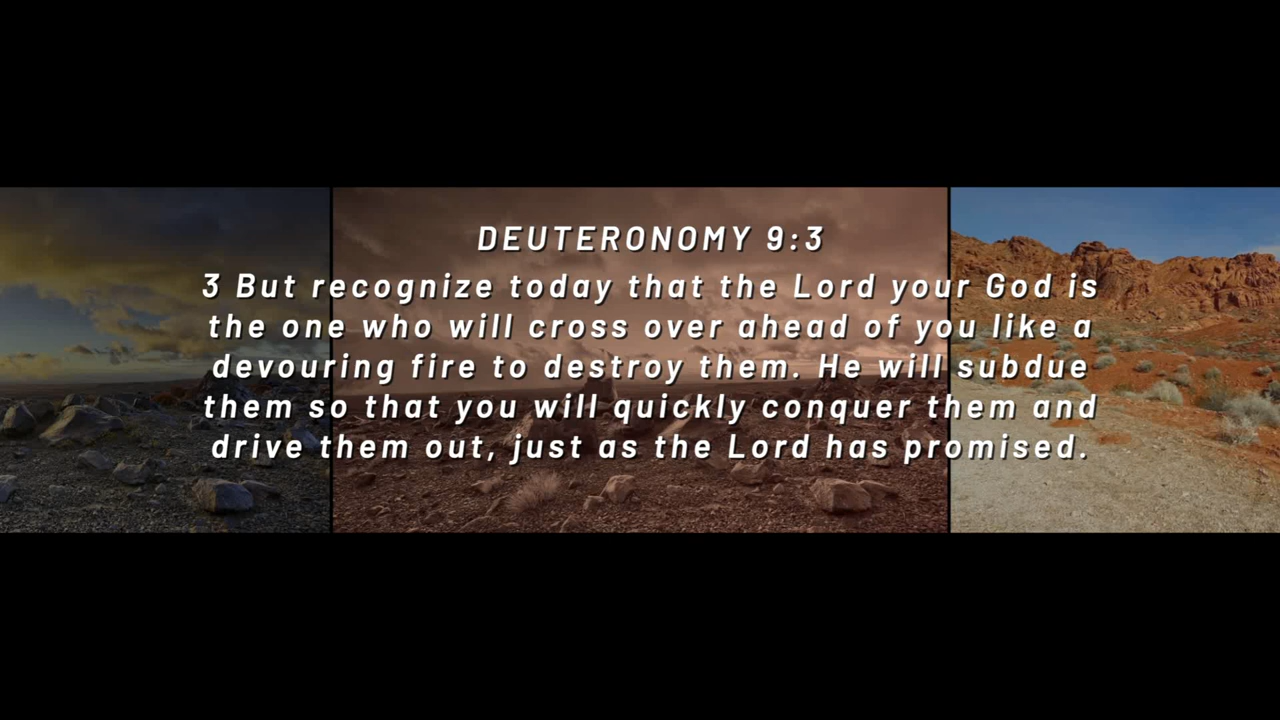 DEUTERONOMY 9:3
3 But recognize today that the Lord your God is
the one who will cross over ahead of you like a
devouring fire to destroy them. He will subdue
them so that you will quickly conquer them and
drive them out, just as the Lord has promised.